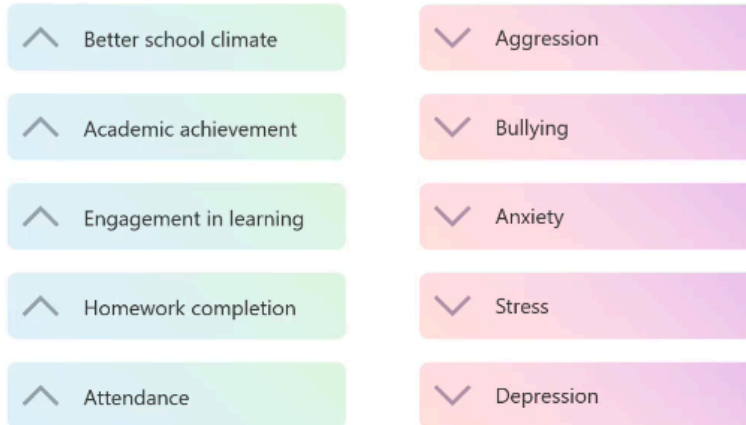 Better school climate
Academic achievement
Engagement in learning
Homework completion
Attendance
Aggression
Bullying
Anxiety
Stress
Depression